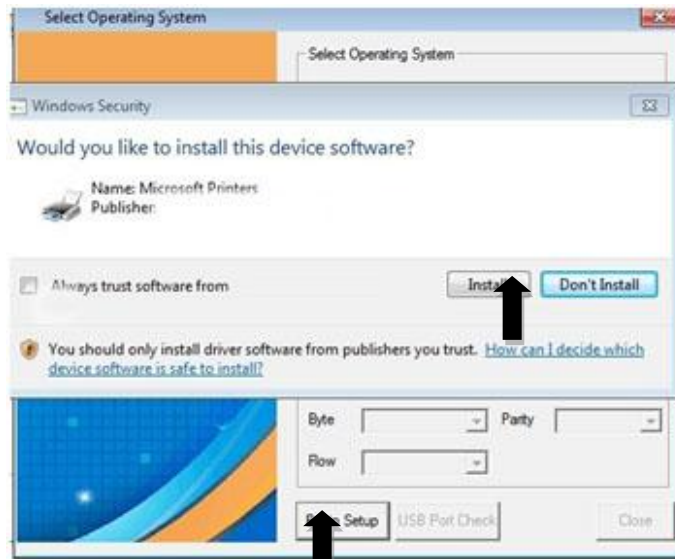 Select Operating System
Select Operating System
Windows Security
Would you like to install this device software?
Name: Microsoft Printers
Publisher:
Always trust software from
Don't Install
You should only install driver software from publishers you trust. How can I decide which
device software is safe to install?
Byte
Parity
Flow
Setup
USB Port Check
Close